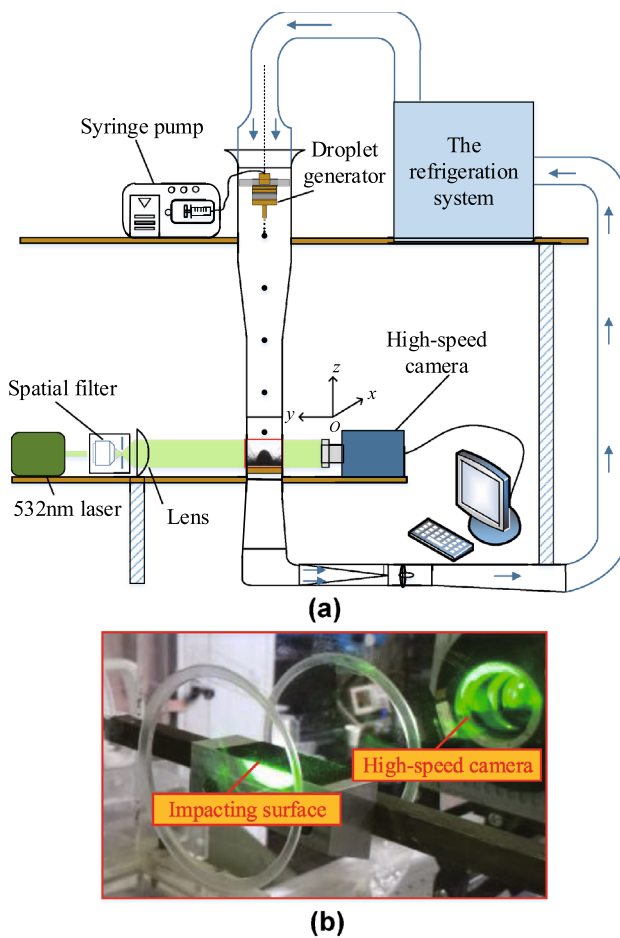 Syringe pump
Droplet
generator
The
refrigeration
system
High-speed
camera
z
x
y
O
Spatial filter
532nm laser
Lens
(a)
High-speed camera
Impacting surface
(b)